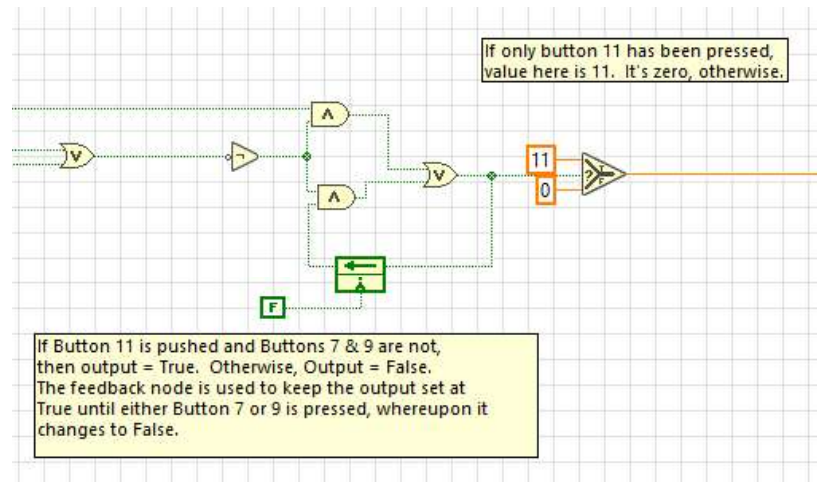 If only button 11 has been pressed,
value here is 11.  It's zero, otherwise.
V
¬
Λ
Λ
V
11
0
?
T
F
F
If Button 11 is pushed and Buttons 7 & 9 are not,
then output = True.  Otherwise, Output = False.
The feedback node is used to keep the output set at
True until either Button 7 or 9 is pressed, whereupon it
changes to False.